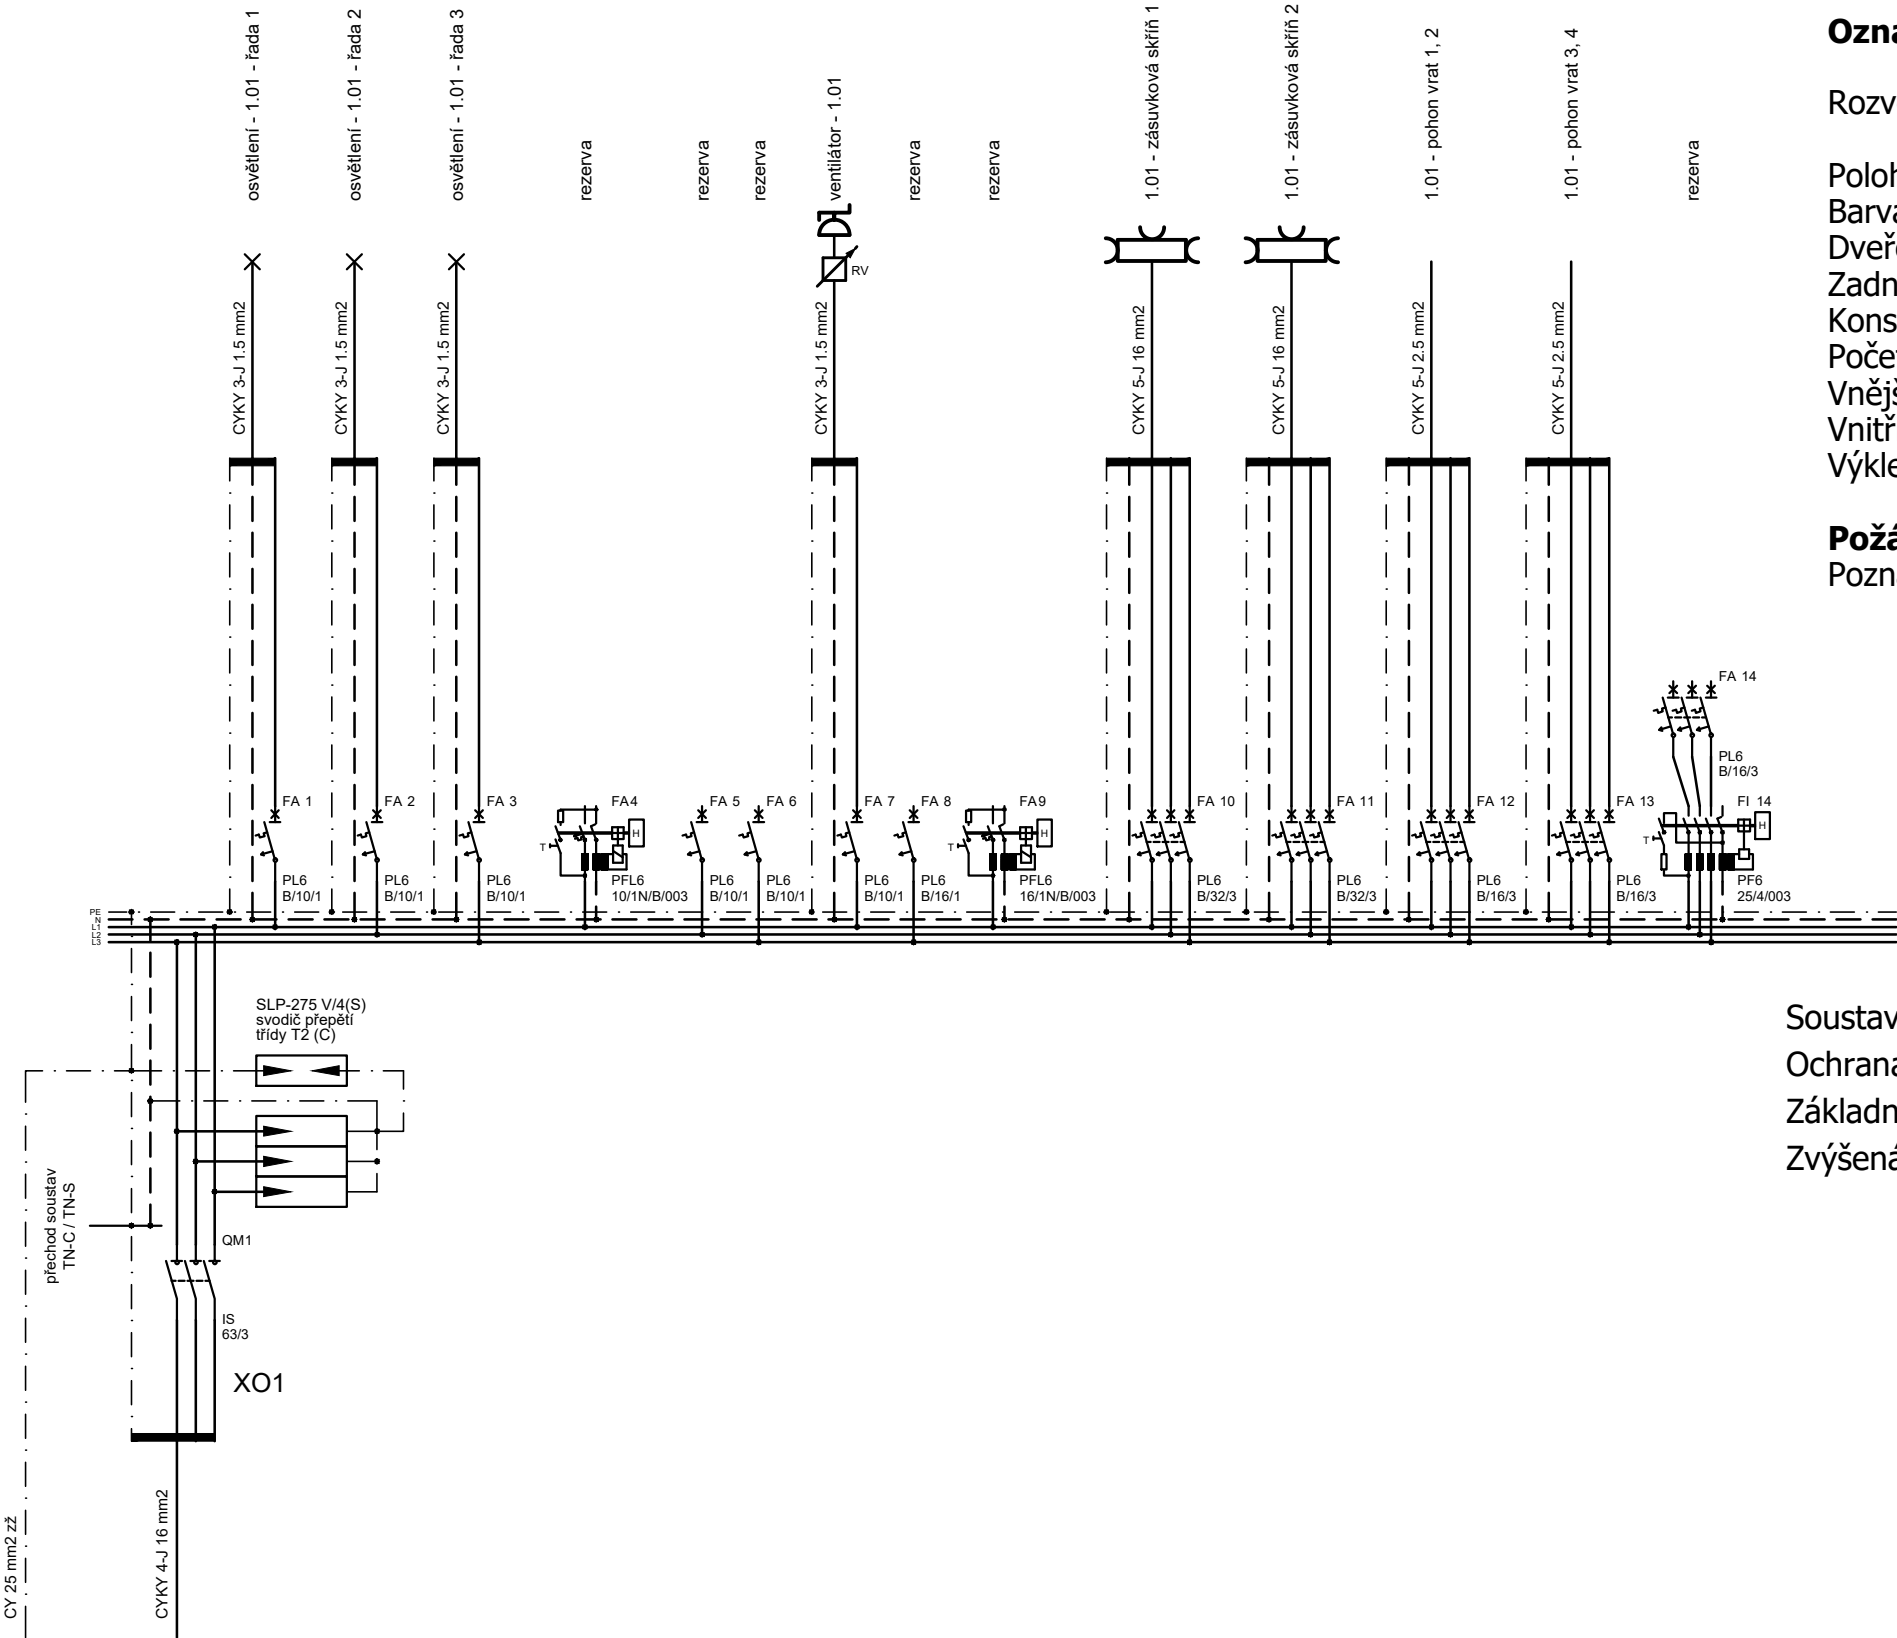 osvětlení - 1.01 - řada 1
osvětlení - 1.01 - řada 2
osvětlení - 1.01 - řada 3
rezerva
rezerva
rezerva
ventilátor - 1.01
rezerva
rezerva
1.01 - zásuvková skříň 1
1.01 - zásuvková skříň 2
1.01 - pohon vrat 1, 2
1.01 - pohon vrat 3, 4
rezerva
RV
CYKY 3-J 1.5 mm2
CYKY 3-J 1.5 mm2
CYKY 3-J 1.5 mm2
CYKY 3-J 1.5 mm2
CYKY 5-J 16 mm2
CYKY 5-J 16 mm2
CYKY 5-J 2.5 mm2
CYKY 5-J 2.5 mm2
Ozna
Rozv
Poloh
Barva
Dveř
Zadn
Kons
Poče
Vněj
Vnitř
Výkle
Požá
Pozn
FA 14
PL6
B/16/3
FA 1
PL6
B/10/1
FA 2
PL6
B/10/1
FA 3
PL6
B/10/1
FA4
T
H
PFL6
10/1N/B/003
FA 5
PL6
B/10/1
FA 6
PL6
B/10/1
FA 7
PL6
B/10/1
FA 8
PL6
B/16/1
FA9
T
H
PFL6
16/1N/B/003
FA 10
PL6
B/32/3
FA 11
PL6
B/32/3
FA 12
PL6
B/16/3
FA 13
PL6
B/16/3
FI 14
T
H
PF6
25/4/003
PE
N
L1
L2
L3
SLP-275 V/4(S)
svodič přepětí
třídy T2 (C)
přechod soustav
TN-C / TN-S
QM1
IS
63/3
XO1
CY 25 mm2 zž
CYKY 4-J 16 mm2
Soustav
Ochrana
Základn
Zvýšená